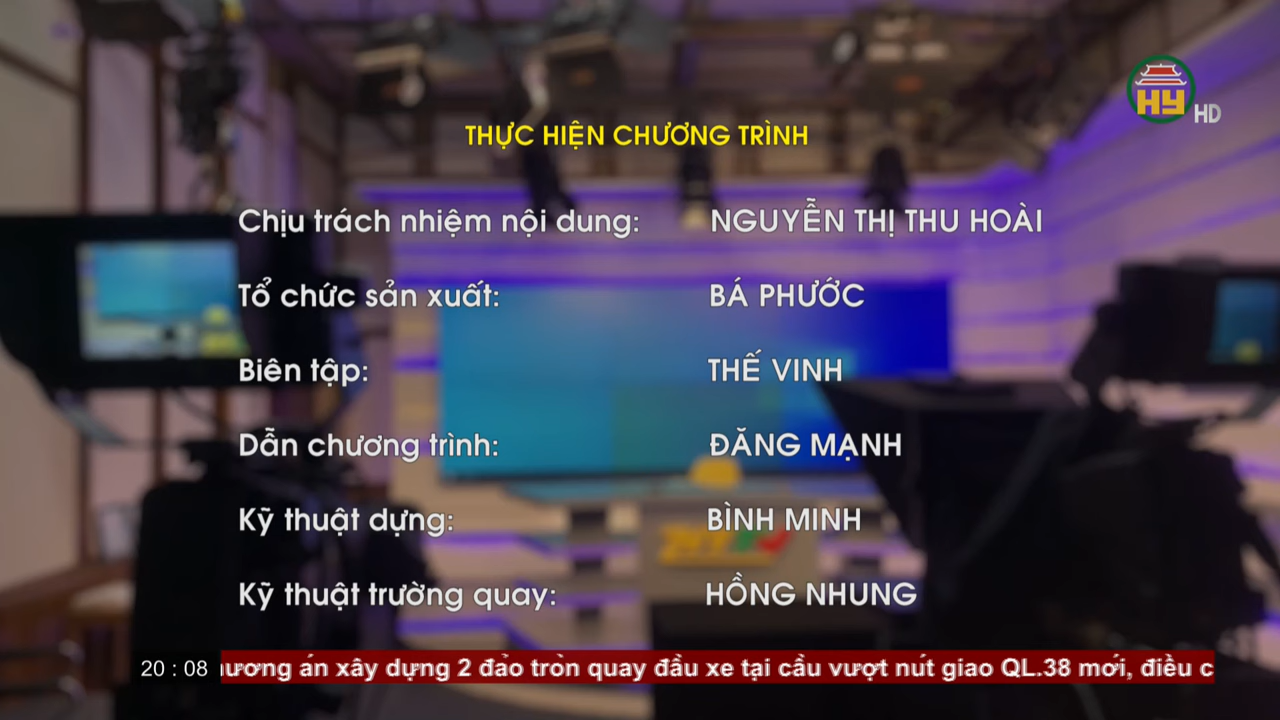 HY HD
THỰC HIỆN CHƯƠNG TRÌNH
Chịu trách nhiệm nội dung: NGUYỄN THỊ THU HOÀI
Tổ chức sản xuất: BÁ PHƯỚC
Biên tập: THẾ VINH
Dẫn chương trình: ĐĂNG MẠNH
Kỹ thuật dựng: BÌNH MINH
Kỹ thuật trường quay: HỒNG NHUNG
20 : 08 án xây dựng 2 đảo tròn quay đầu xe tại cầu vượt nút giao QL.38 mới, điều